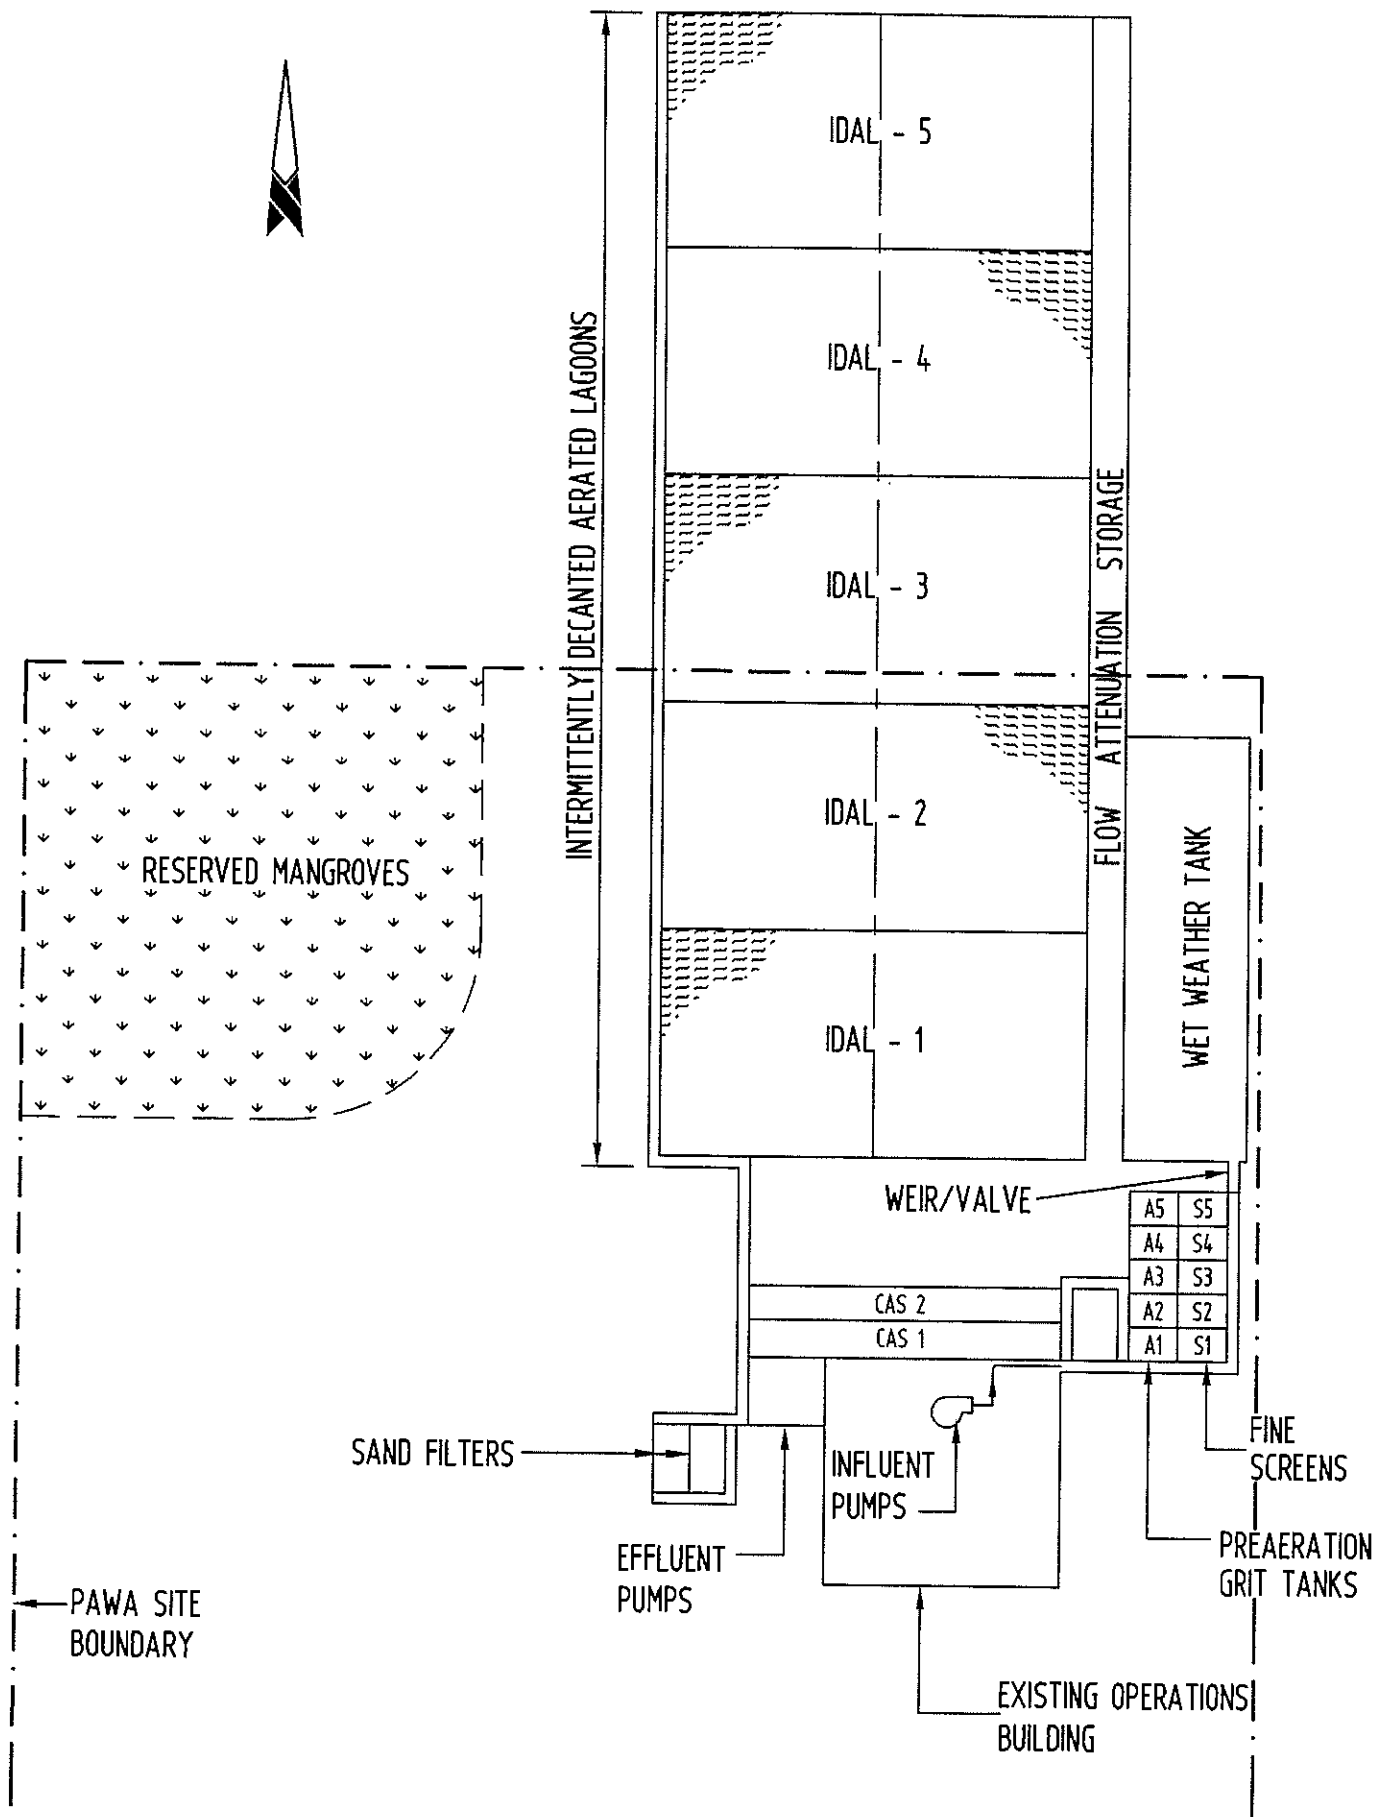 IDAL - 5
IDAL - 4
IDAL - 3
IDAL - 2
IDAL - 1
INTERMITTENTLY DECANTED AERATED LAGOONS
FLOW ATTENUATION STORAGE
RESERVED MANGROVES
WET WEATHER TANK
WEIR/VALVE
A5 S5
A4 S4
A3 S3
A2 S2
A1 S1
CAS 2
CAS 1
SAND FILTERS
INFLUENT
PUMPS
FINE
SCREENS
EFFLUENT
PUMPS
PREAERATION
GRIT TANKS
PAWA SITE
BOUNDARY
EXISTING OPERATIONS
BUILDING